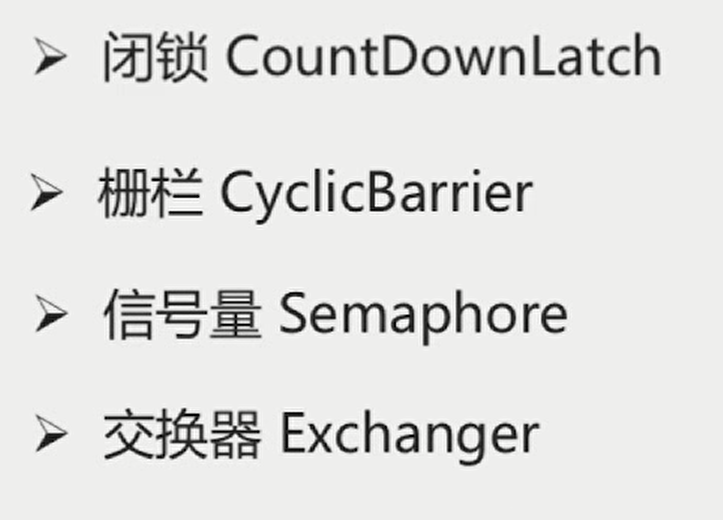 ➢ 闭锁 CountDownLatch
➢ 栅栏 CyclicBarrier
➢ 信号量 Semaphore
➢ 交换器 Exchanger